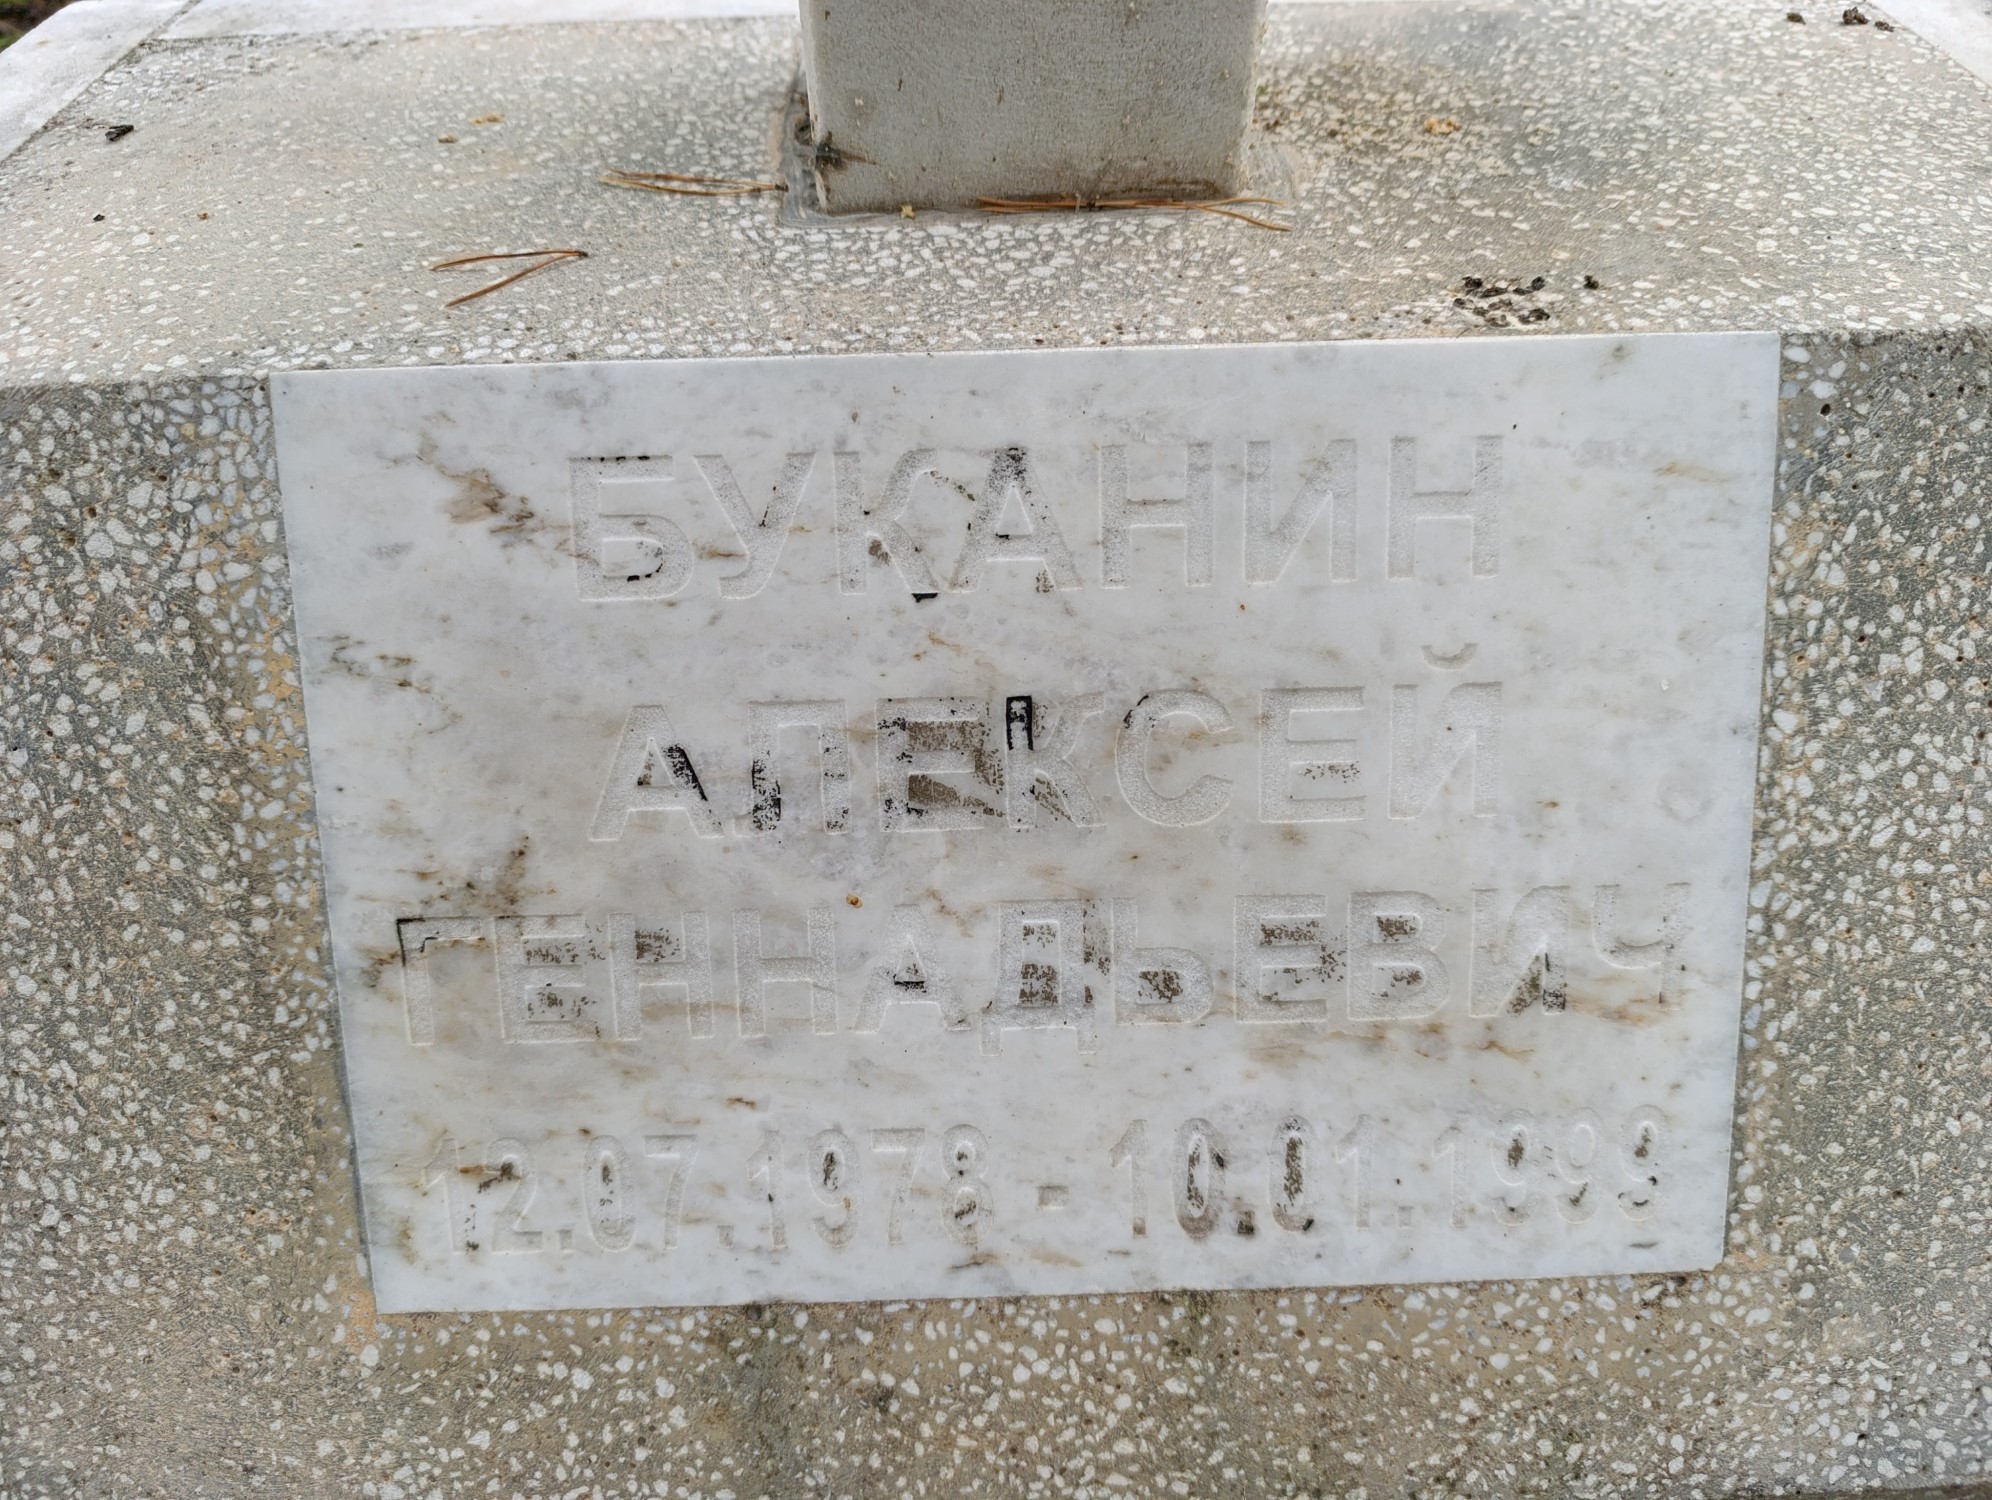 БУКАНИН
АЛЕКСЕЙ
ГЕННАДЬЕВИЧ
12.07.1978 - 10.01.1999